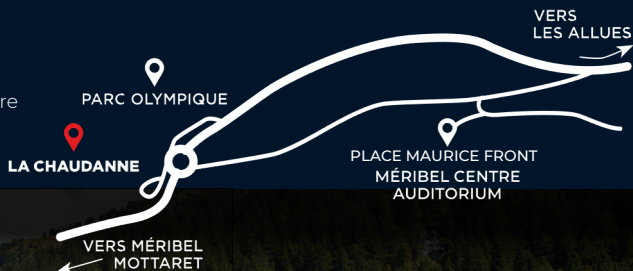 VERS
LES ALLUES
re
PARC OLYMPIQUE
LA CHAUDANNE
PLACE MAURICE FRONT
MÉRIBEL CENTRE
AUDITORIUM
VERS MÉRIBEL
MOTTARET